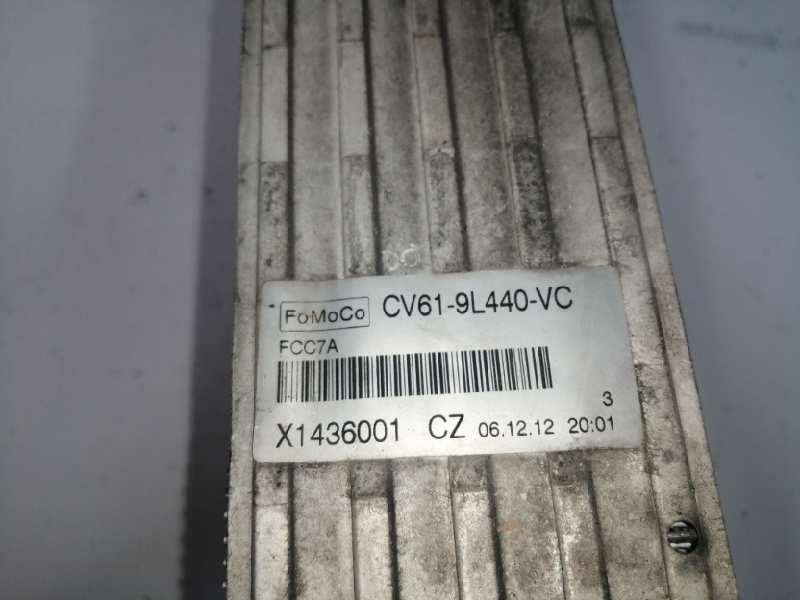 FoMoCo CV61-9L440-VC
FCC7A
3
X1436001 CZ 06.12.12 20:01